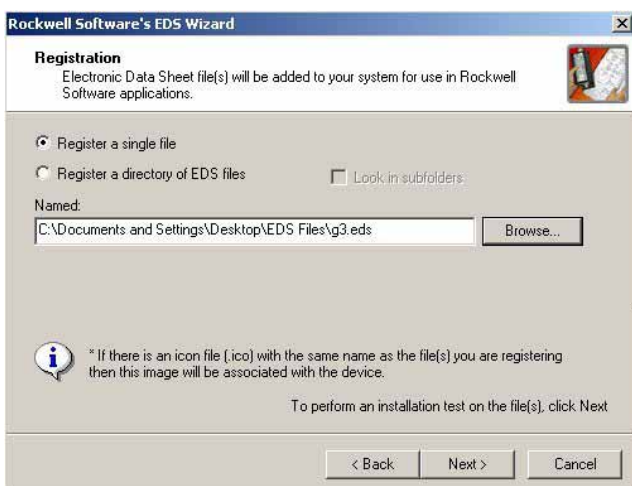 Rockwell Software's EDS Wizard
Registration
Electronic Data Sheet file(s) will be added to your system for use in Rockwell
Software applications.
Register a single file
Register a directory of EDS files
Look in subfolders
Named:
C:\Documents and Settings\Desktop\EDS Files\g3.eds
Browse...
* If there is an icon file (.ico) with the same name as the file(s) you are registering
then this image will be associated with the device.
To perform an installation test on the file(s), click Next
< Back
Next >
Cancel